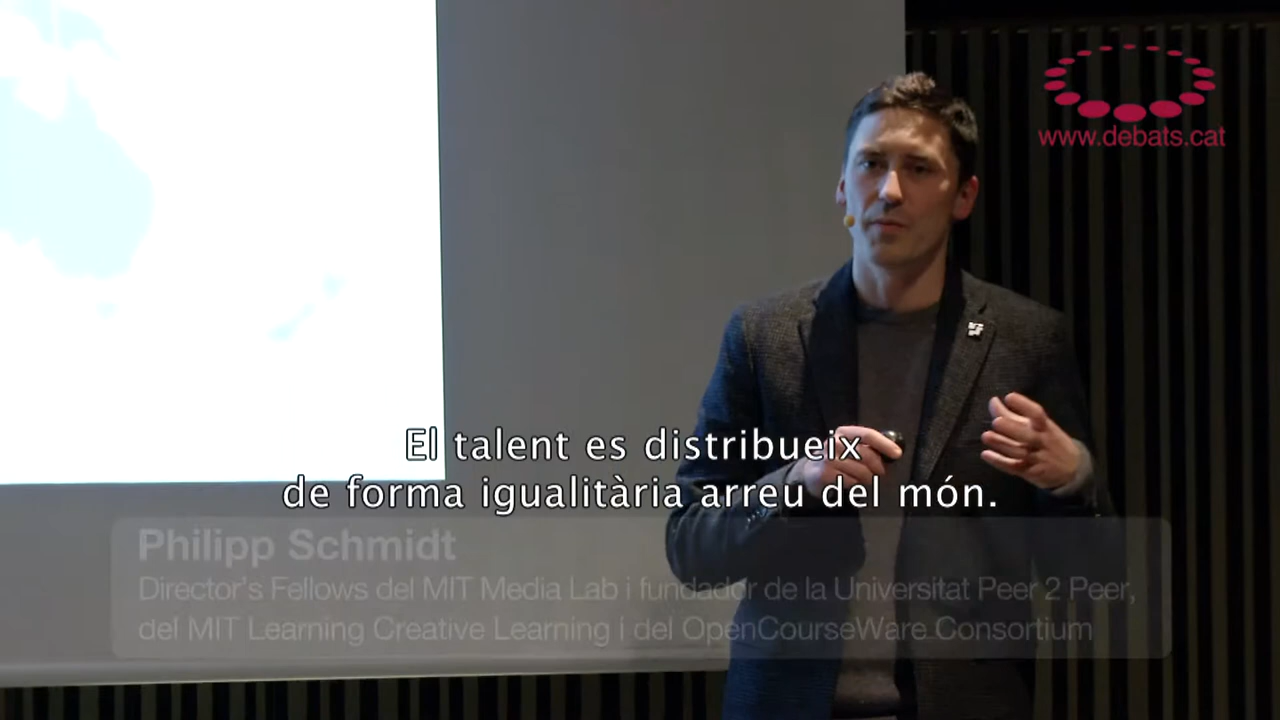 www.debats.cat
El talent es distribueix
de forma igualitària arreu del món.
Philipp Schmidt
Director's Fellows del MIT Media Lab i fundador de la Universitat Peer 2 Peer,
del MIT Learning Creative Learning i del OpenCourseWare Consortium